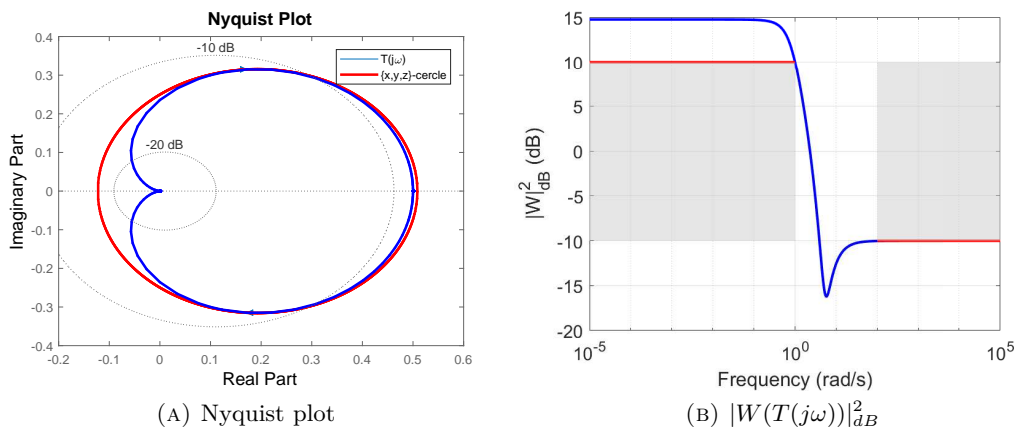 Nyquist Plot
-10 dB
-20 dB
T(jω)
{x,y,z}-cercle
Imaginary Part
0.4
0.3
0.2
0.1
0
-0.1
-0.2
-0.3
-0.4
-0.2 -0.1 0 0.1 0.2 0.3 0.4 0.5 0.6
Real Part
(A) Nyquist plot
|W|²dB (dB)
15
10
5
0
-5
-10
-15
-20
10⁻⁵ 10⁰ 10⁵
Frequency (rad/s)
(B) |W(T(jω))|²dB